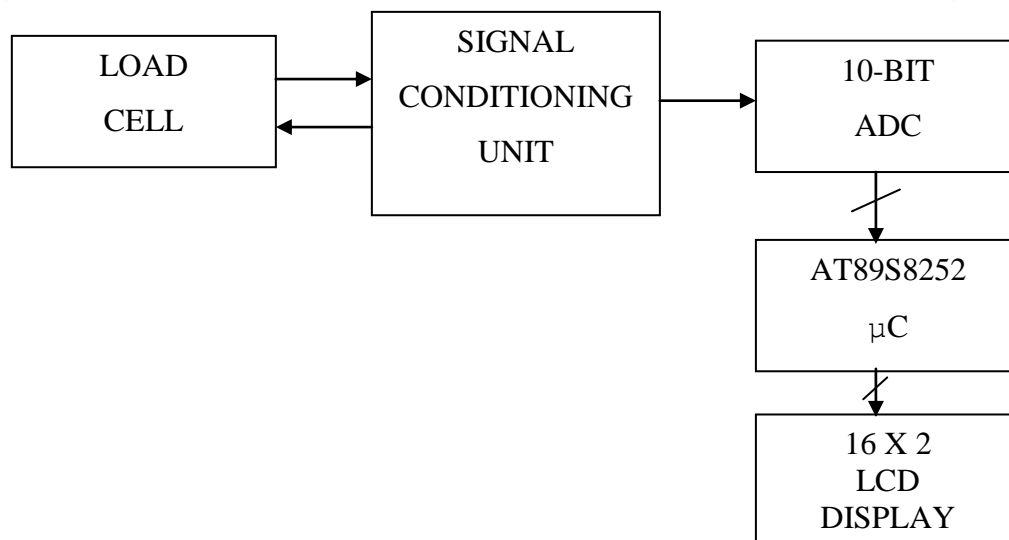 LOAD
CELL
SIGNAL
CONDITIONING
UNIT
10-BIT
ADC
AT89S8252
µC
16 X 2
LCD
DISPLAY